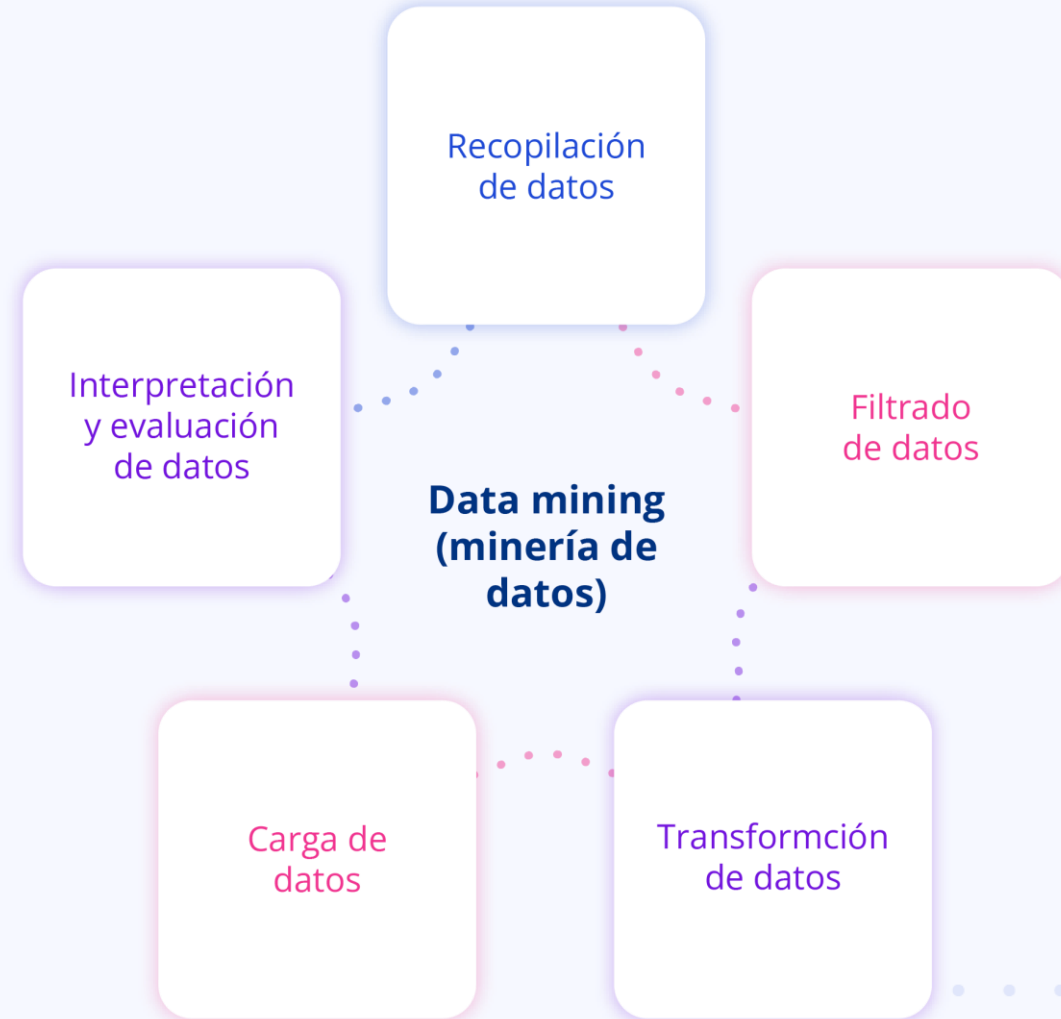 Recopilación
de datos
Interpretación
y evaluación
de datos
Filtrado
de datos
Data mining
(minería de
datos)
Carga de
datos
Transformción
de datos